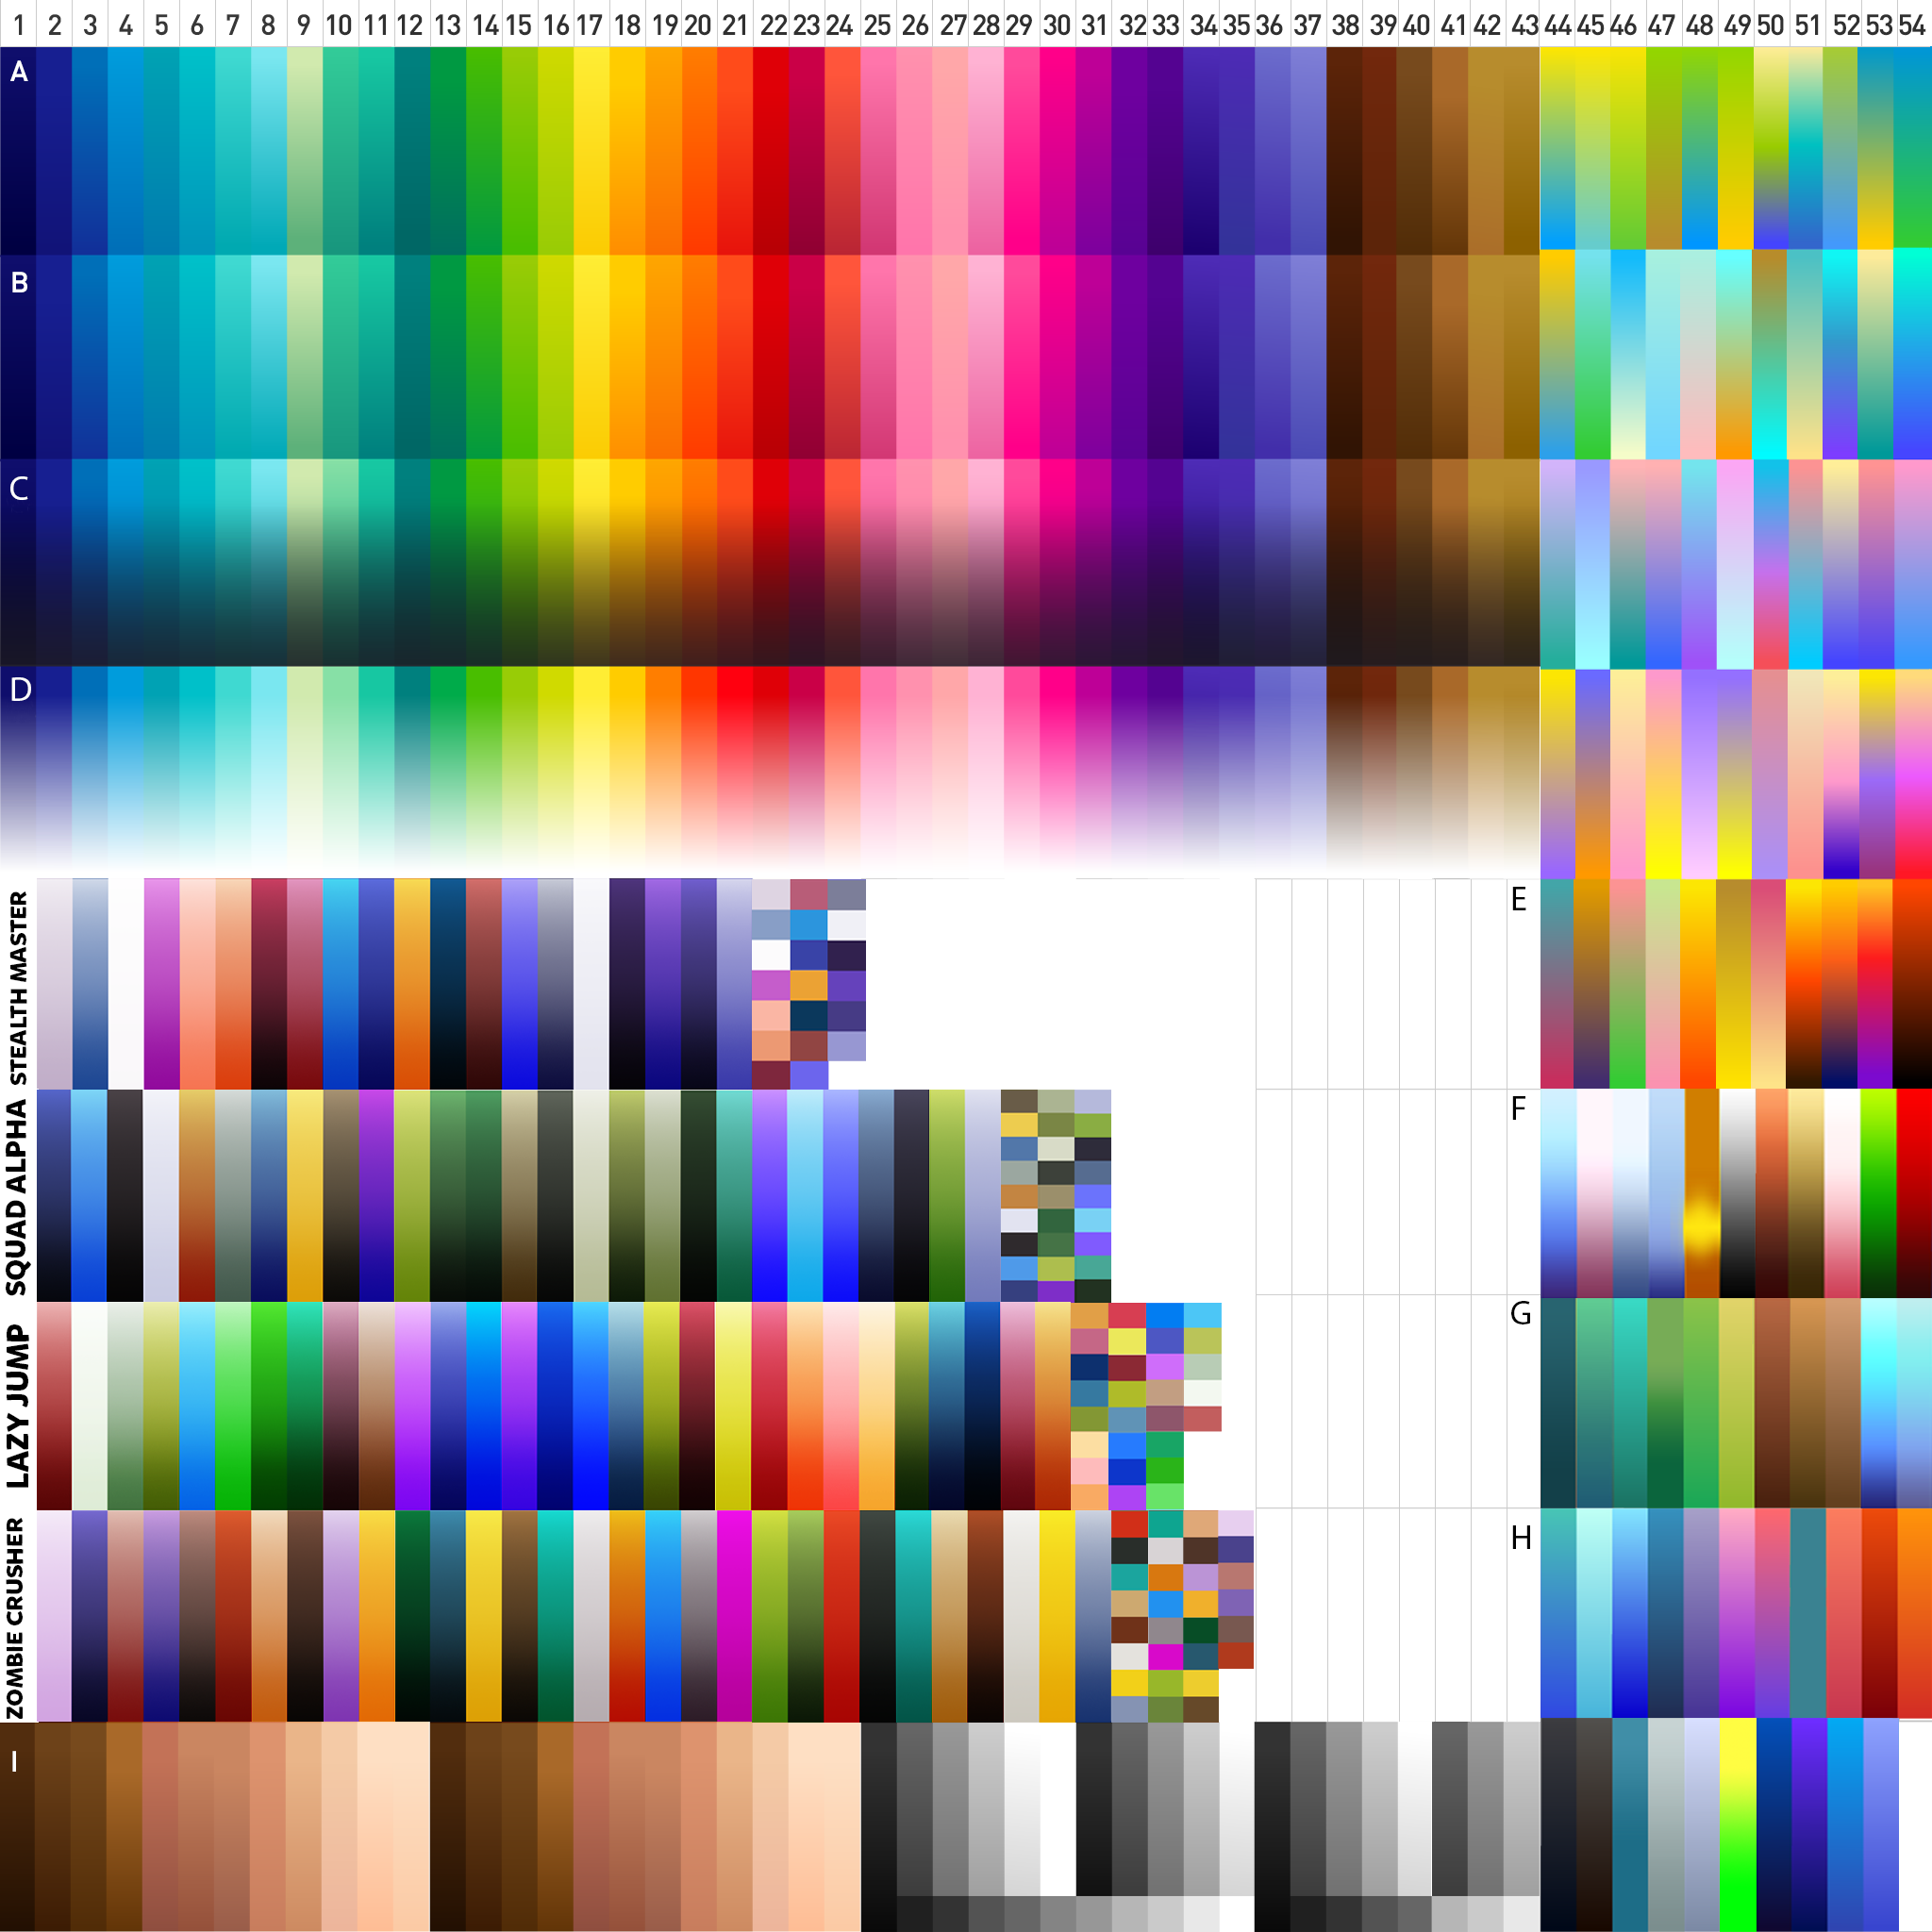 1 2 3 4 5 6 7 8 9 10 11 12 13 14 15 16 17 18 19 20 21 22 23 24 25 26 27 28 29 30 31 32 33 34 35 36 37 38 39 40 41 42 43 44 45 46 47 48 49 50 51 52 53 54
A
B
C
D
STEALTH MASTER
E
SQUAD ALPHA
F
LAZY JUMP
G
ZOMBIE CRUSHER
H
I